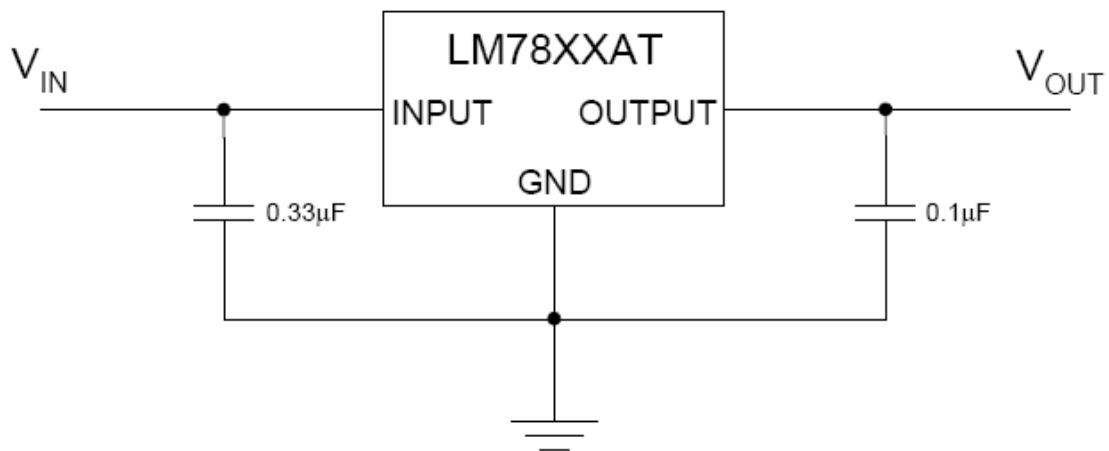 LM78XXAT
V_IN
V_OUT
INPUT
OUTPUT
GND
0.33μF
0.1μF